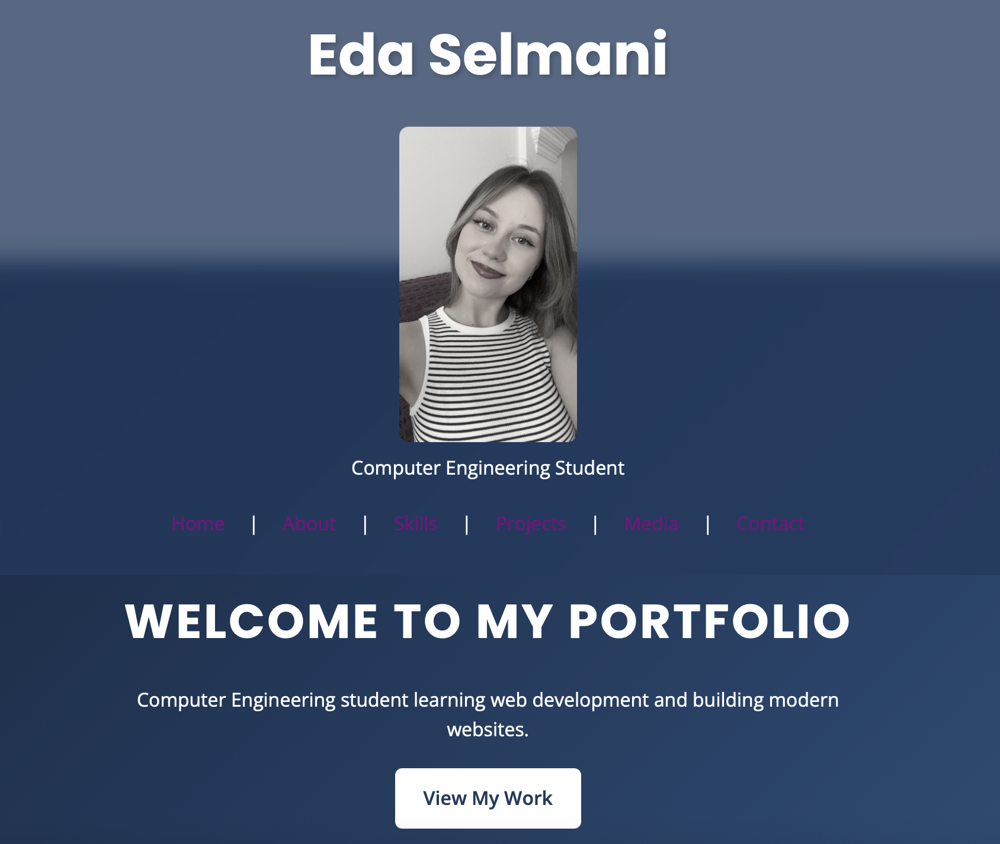 Eda Selmani
Computer Engineering Student
Home | About | Skills | Projects | Media | Contact
WELCOME TO MY PORTFOLIO
Computer Engineering student learning web development and building modern
websites.
View My Work